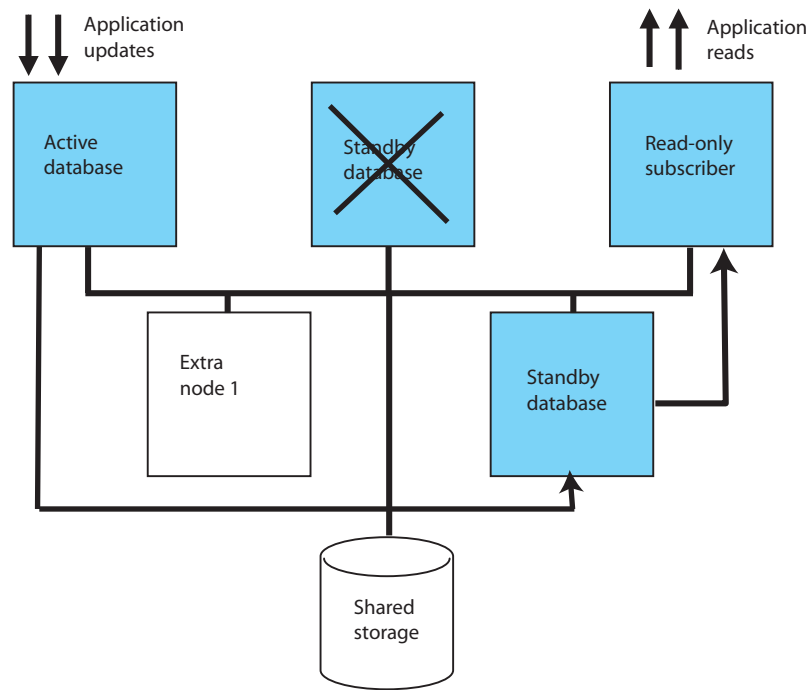 Application
updates
Application
reads
Active
database
Standby
database
Read-only
subscriber
Extra
node 1
Standby
database
Shared
storage